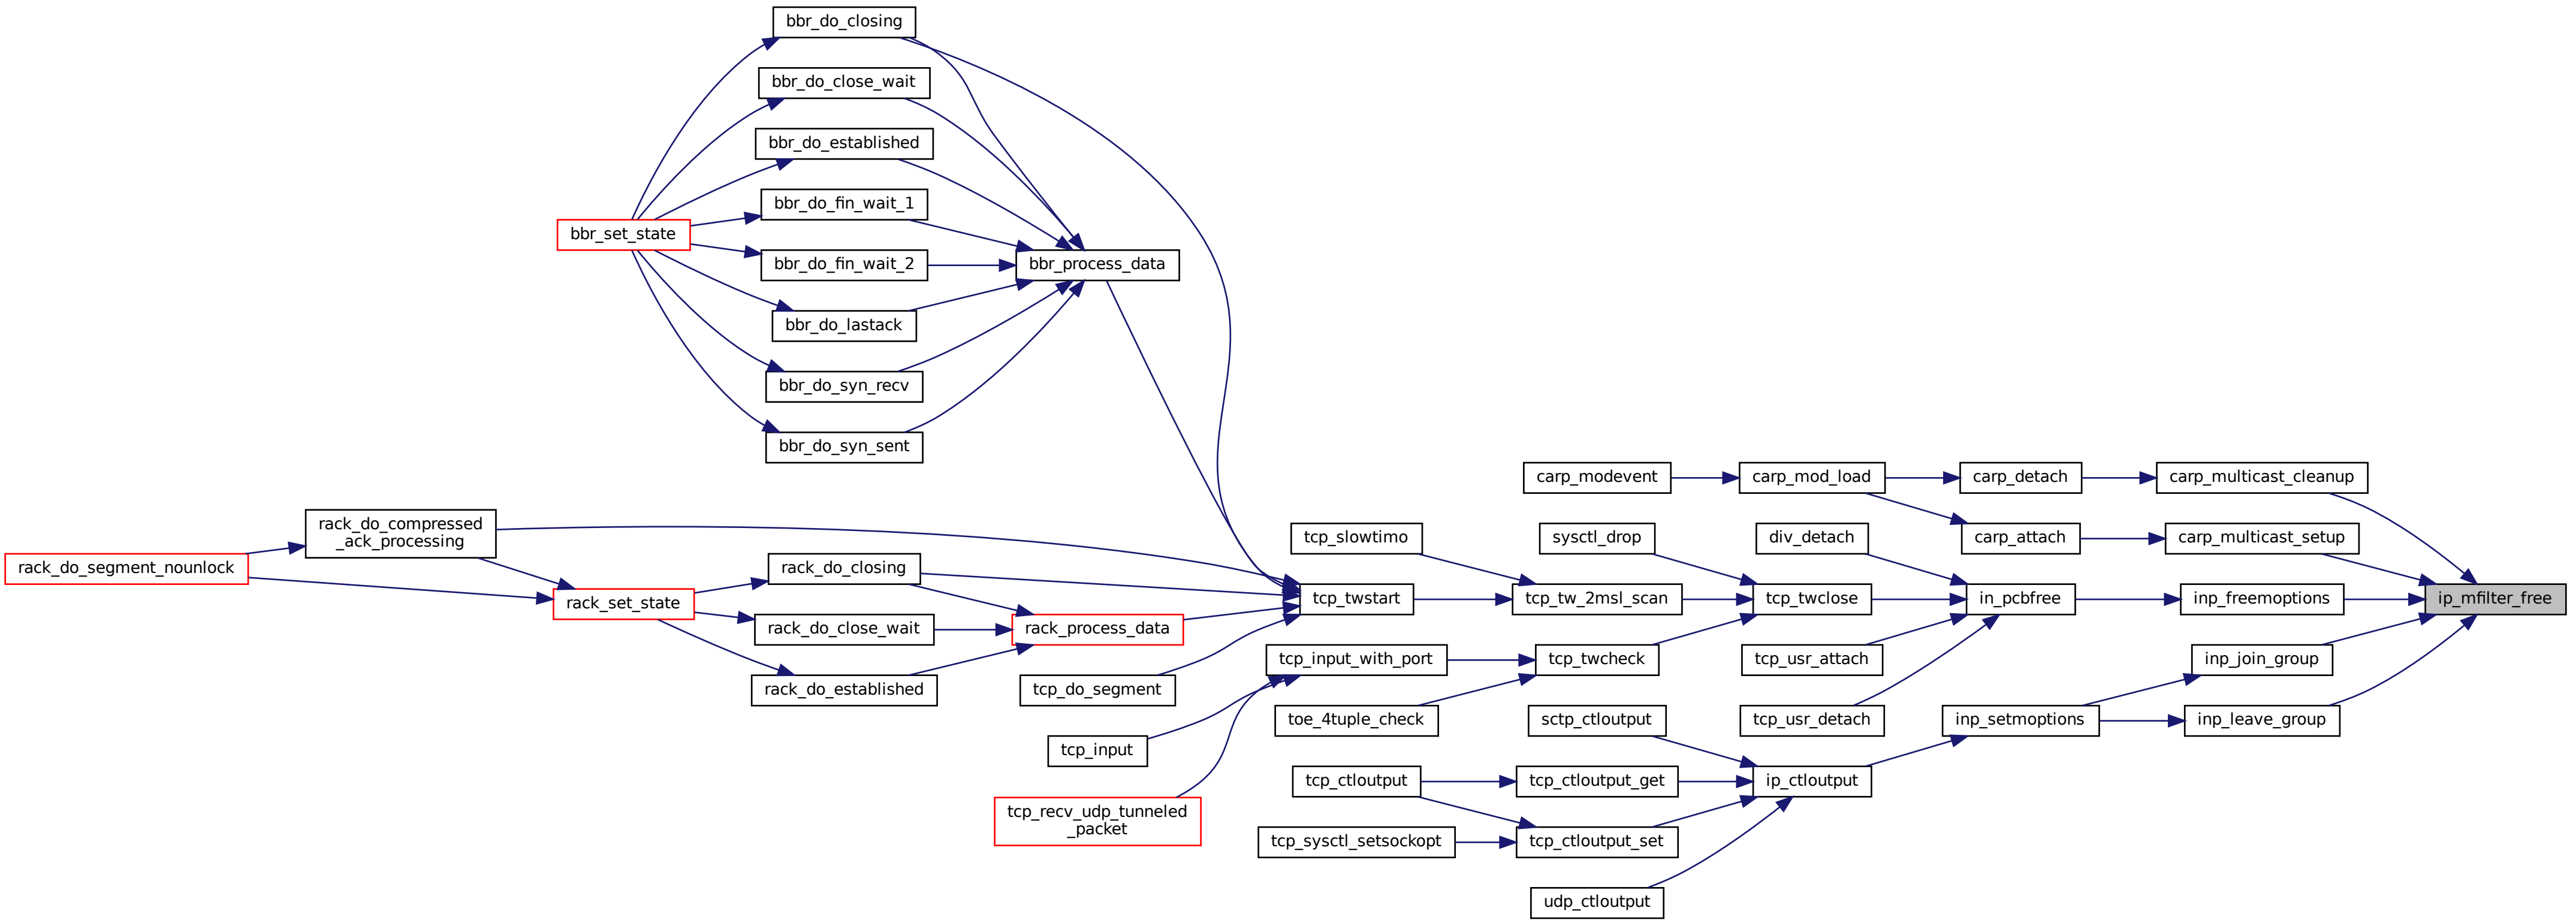 bbr_do_closing
bbr_do_close_wait
bbr_do_established
bbr_do_fin_wait_1
bbr_set_state
bbr_do_fin_wait_2
bbr_process_data
bbr_do_lastack
bbr_do_syn_recv
bbr_do_syn_sent
carp_modevent
carp_mod_load
carp_detach
carp_multicast_cleanup
rack_do_compressed
_ack_processing
tcp_slowtimo
sysctl_drop
div_detach
carp_attach
carp_multicast_setup
rack_do_segment_nounlock
rack_do_closing
rack_set_state
tcp_twstart
tcp_tw_2msl_scan
tcp_twclose
in_pcbfree
inp_freemoptions
ip_mfilter_free
rack_do_close_wait
rack_process_data
rack_do_established
tcp_do_segment
tcp_input_with_port
tcp_twcheck
tcp_usr_attach
inp_join_group
toe_4tuple_check
sctp_ctloutput
tcp_usr_detach
inp_setmoptions
inp_leave_group
tcp_input
tcp_ctloutput
tcp_ctloutput_get
ip_ctloutput
tcp_recv_udp_tunneled
_packet
tcp_sysctl_setsockopt
tcp_ctloutput_set
udp_ctloutput